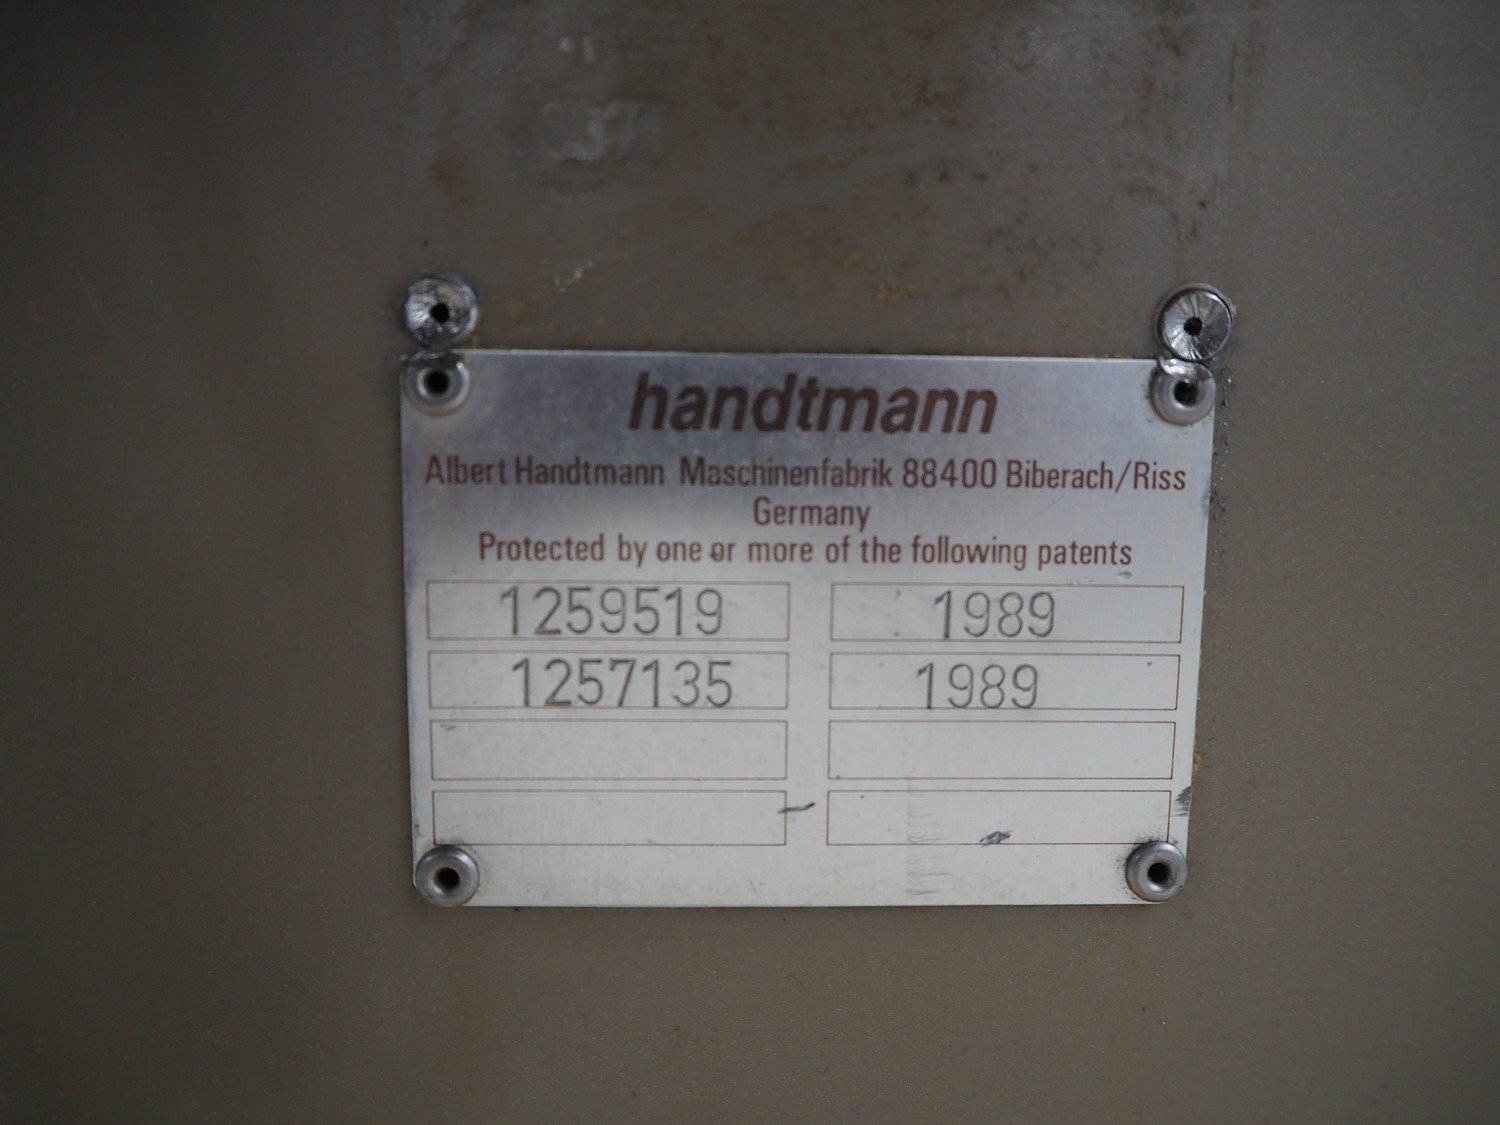 handtmann
Albert Handtmann Maschinenfabrik 88400 Biberach/Riss
Germany
Protected by one or more of the following patents
1259519 1989
1257135 1989